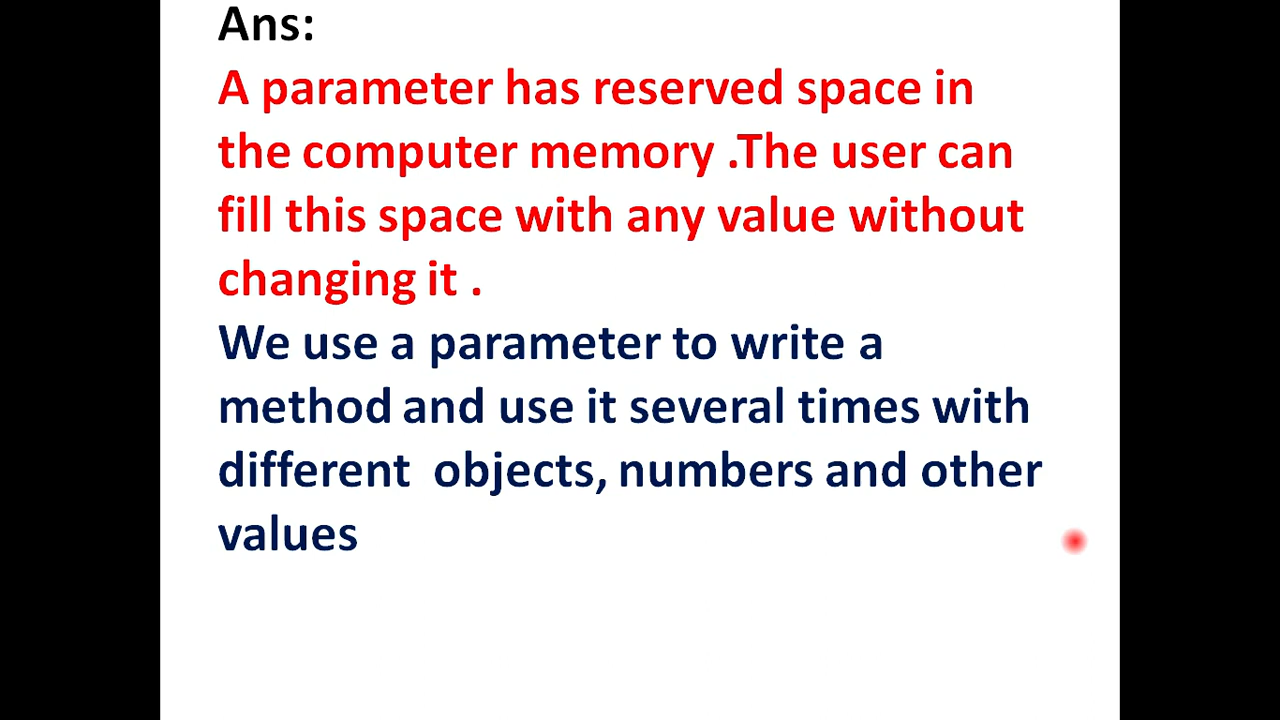 Ans:
A parameter has reserved space in
the computer memory .The user can
fill this space with any value without
changing it .
We use a parameter to write a
method and use it several times with
different  objects, numbers and other
values